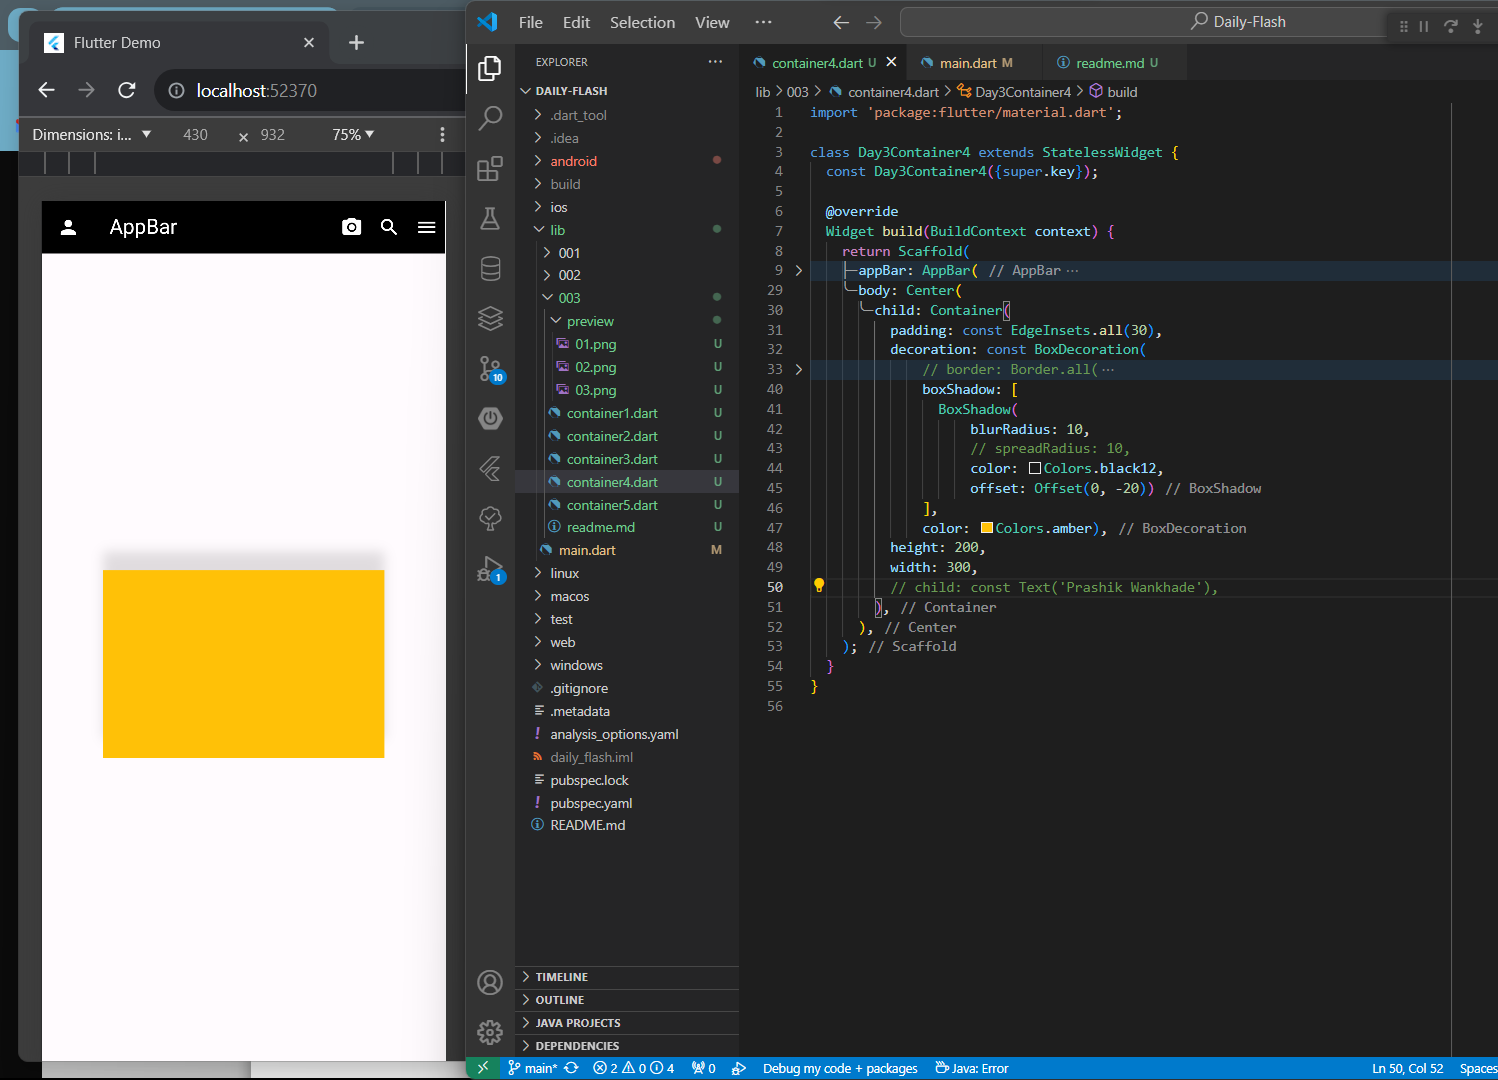 Flutter Demo
localhost:52370
Dimensions: i... 430 × 932 75%
AppBar
File Edit Selection View ···
Daily-Flash
EXPLORER ···
DAILY-FLASH
.dart_tool
.idea
android
build
ios
lib
001
002
003
preview
01.png U
02.png U
03.png U
container1.dart U
container2.dart U
container3.dart U
container4.dart U
container5.dart U
readme.md U
main.dart M
linux
macos
test
web
windows
.gitignore
.metadata
! analysis_options.yaml
daily_flash.iml
pubspec.lock
! pubspec.yaml
README.md
TIMELINE
OUTLINE
JAVA PROJECTS
DEPENDENCIES
10
1
container4.dart U × main.dart M readme.md U
lib > 003 > container4.dart > Day3Container4 > build
1 import 'package:flutter/material.dart';
2
3 class Day3Container4 extends StatelessWidget {
4 const Day3Container4({super.key});
5
6 @override
7 Widget build(BuildContext context) {
8 return Scaffold(
9 appBar: AppBar( // AppBar ···
29 body: Center(
30 child: Container(
31 padding: const EdgeInsets.all(30),
32 decoration: const BoxDecoration(
33 // border: Border.all( ···
40 boxShadow: [
41 BoxShadow(
42 blurRadius: 10,
43 // spreadRadius: 10,
44 color: Colors.black12,
45 offset: Offset(0, -20)) // BoxShadow
46 ],
47 color: Colors.amber), // BoxDecoration
48 height: 200,
49 width: 300,
50 // child: const Text('Prashik Wankhade'),
51 ), // Container
52 ), // Center
53 ); // Scaffold
54 }
55 }
56
main* 2 0 4 0 Debug my code + packages Java: Error Ln 50, Col 52 Spaces